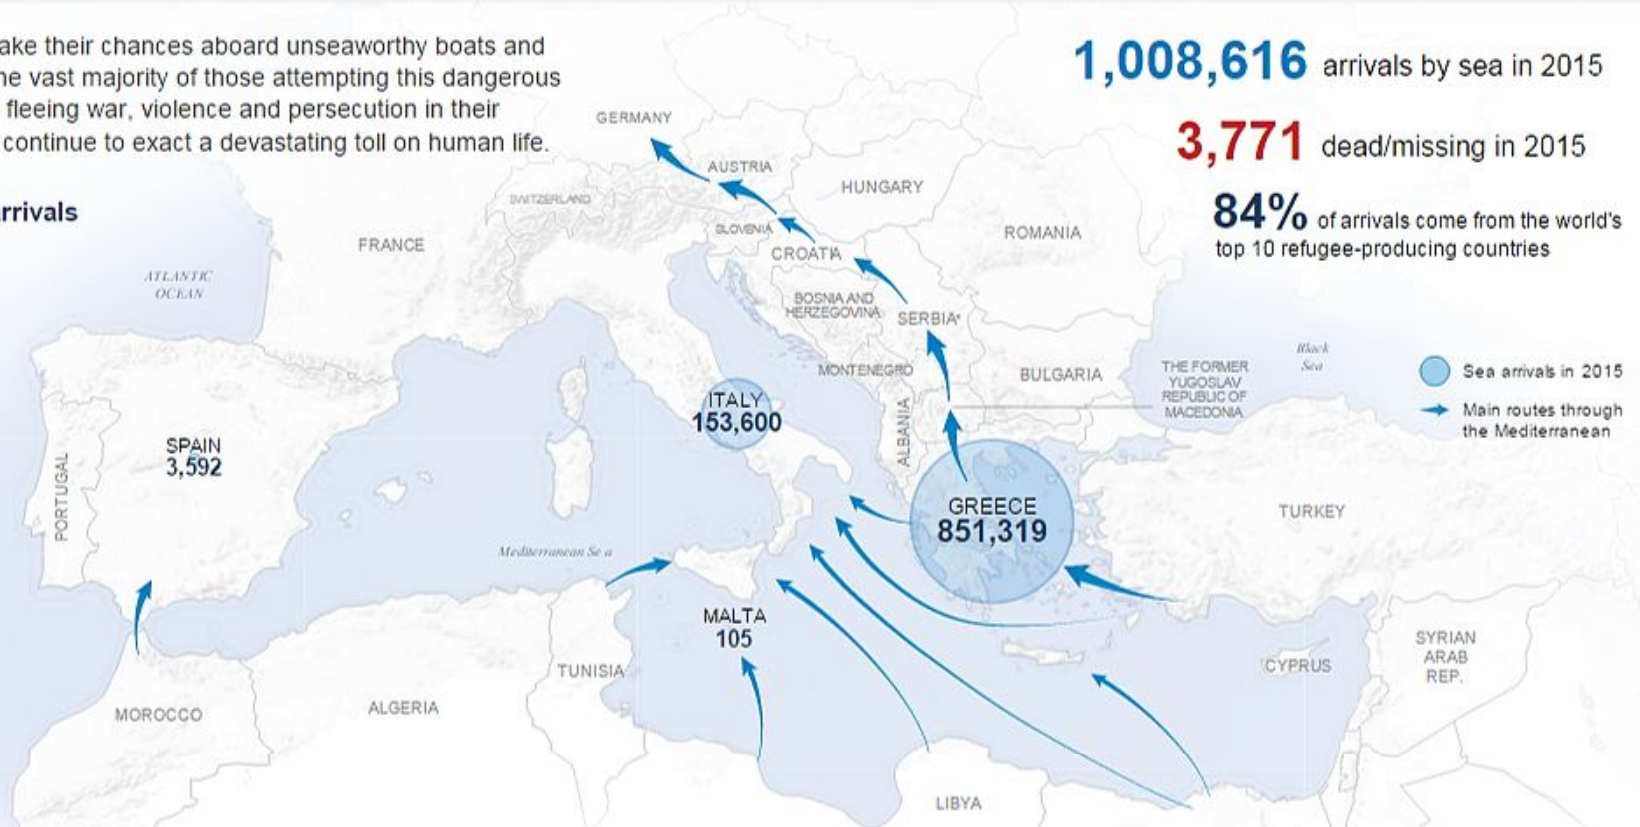 ake their chances aboard unseaworthy boats and
he vast majority of those attempting this dangerous
fleeing war, violence and persecution in their
continue to exact a devastating toll on human life.
rrivals
1,008,616 arrivals by sea in 2015
3,771 dead/missing in 2015
84% of arrivals come from the world's
top 10 refugee-producing countries
GERMANY
AUSTRIA
HUNGARY
SWITZERLAND
SLOVENIA
ROMANIA
FRANCE
CROATIA
ATLANTIC
OCEAN
BOSNIA AND
HERZEGOVINA
SERBIA*
MONTENEGRO
BULGARIA
THE FORMER
YUGOSLAV
REPUBLIC OF
MACEDONIA
Black
Sea
Sea arrivals in 2015
Main routes through
the Mediterranean
ITALY
153,600
ALBANIA
SPAIN
3,592
PORTUGAL
GREECE
851,319
TURKEY
Mediterranean Sea
MALTA
105
SYRIAN
ARAB
REP.
CYPRUS
TUNISIA
ALGERIA
MOROCCO
LIBYA